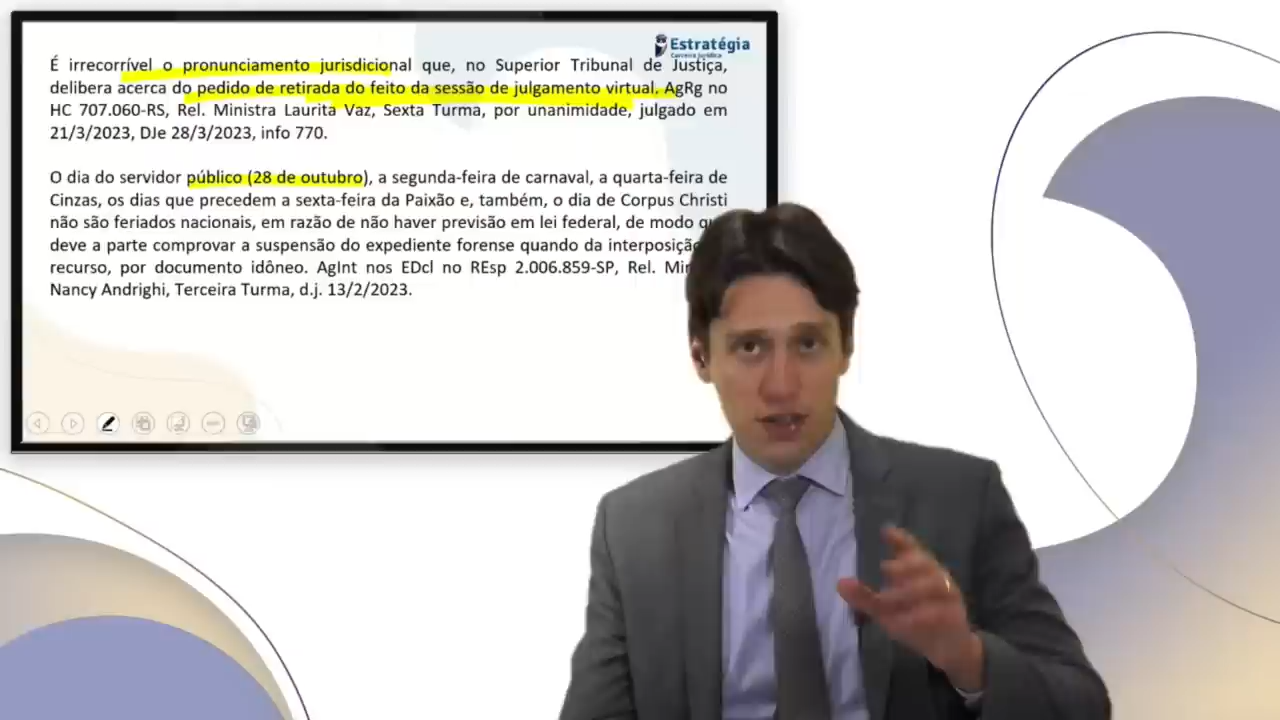 Estratégia
Carreira Jurídica
É irrecorrível o pronunciamento jurisdicional que, no Superior Tribunal de Justiça,
delibera acerca do pedido de retirada do feito da sessão de julgamento virtual. AgRg no
HC 707.060-RS, Rel. Ministra Laurita Vaz, Sexta Turma, por unanimidade, julgado em
21/3/2023, DJe 28/3/2023, info 770.
O dia do servidor público (28 de outubro), a segunda-feira de carnaval, a quarta-feira de
Cinzas, os dias que precedem a sexta-feira da Paixão e, também, o dia de Corpus Christi
não são feriados nacionais, em razão de não haver previsão em lei federal, de modo
deve a parte comprovar a suspensão do expediente forense quando da interposição
recurso, por documento idôneo. AgInt nos EDcl no REsp 2.006.859-SP, Rel.
Nancy Andrighi, Terceira Turma, d.j. 13/2/2023.